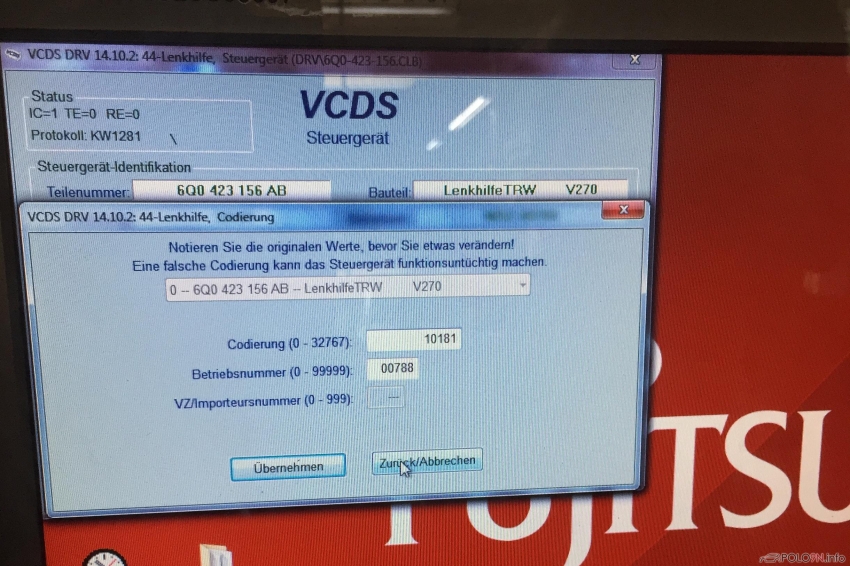 VCDS DRV 14.10.2: 44-Lenkhilfe, Steuergerät (DRV\6Q0-423-156.CLB)
Status
IC=1 TE=0 RE=0
Protokoll: KW1281 \
VCDS
Steuergerät
Steuergerät-Identifikation
Teilenummer: 6Q0 423 156 AB Bauteil: LenkhilfeTRW V270
VCDS DRV 14.10.2: 44-Lenkhilfe, Codierung
Notieren Sie die originalen Werte, bevor Sie etwas verändern!
Eine falsche Codierung kann das Steuergerät funktionsuntüchtig machen.
0 -- 6Q0 423 156 AB -- LenkhilfeTRW V270
Codierung (0 - 32767): 10181
Betriebsnummer (0 - 99999): 00788
VZ/Importeursnummer (0 - 999): ---
Übernehmen Zurück/Abbrechen
FUJITSU
POLO9N.info